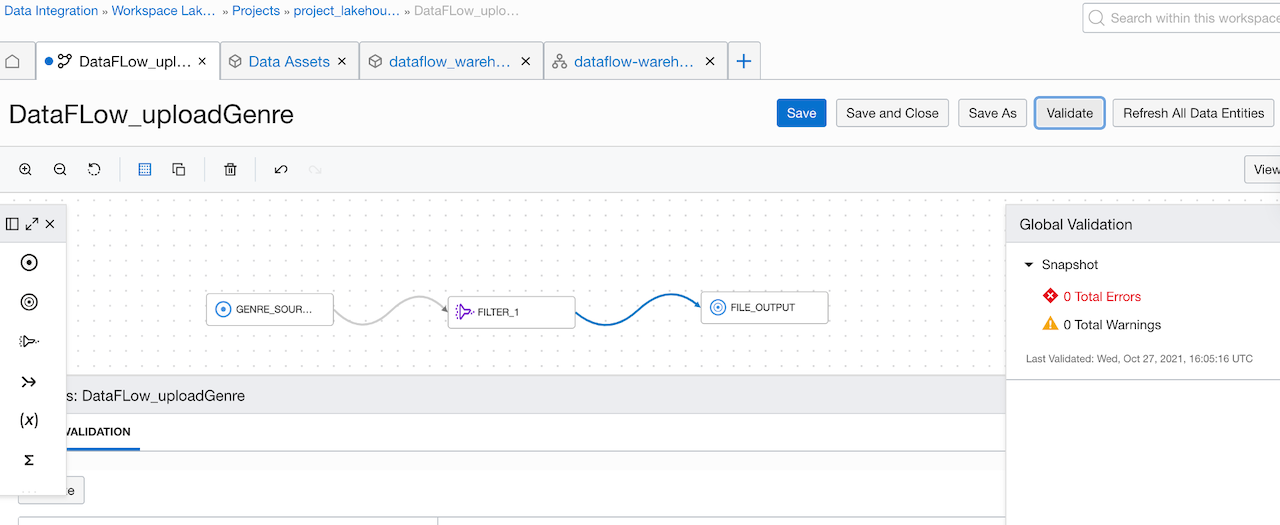 Data Integration » Workspace Lak... » Projects » project_lakehou... » DataFLow_uplo...
Search within this workspace
DataFLow_upl... × Data Assets × dataflow_wareh... × dataflow-wareh... × +
DataFLow_uploadGenre
Save Save and Close Save As Validate Refresh All Data Entities
View
Global Validation
Snapshot
0 Total Errors
0 Total Warnings
Last Validated: Wed, Oct 27, 2021, 16:05:16 UTC
GENRE_SOUR... FILTER_1 FILE_OUTPUT
(x)
Σ
s: DataFLow_uploadGenre
VALIDATION
e